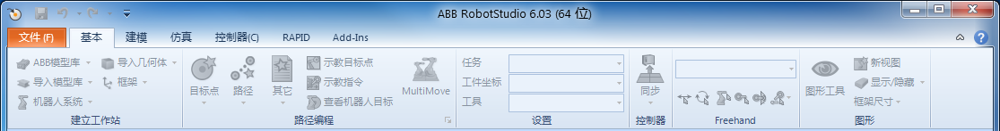 ABB RobotStudio 6.03 (64 位)
文件(F) 基本 建模 仿真 控制器(C) RAPID Add-Ins
ABB模型库 导入几何体
导入模型库 框架
机器人系统
建立工作站
目标点 路径 其它
示教目标点
示教指令
查看机器人目标
MultiMove
路径编程
任务
工件坐标
工具
设置
同步
控制器
Freehand
图形工具
新视图
显示/隐藏
框架尺寸
图形